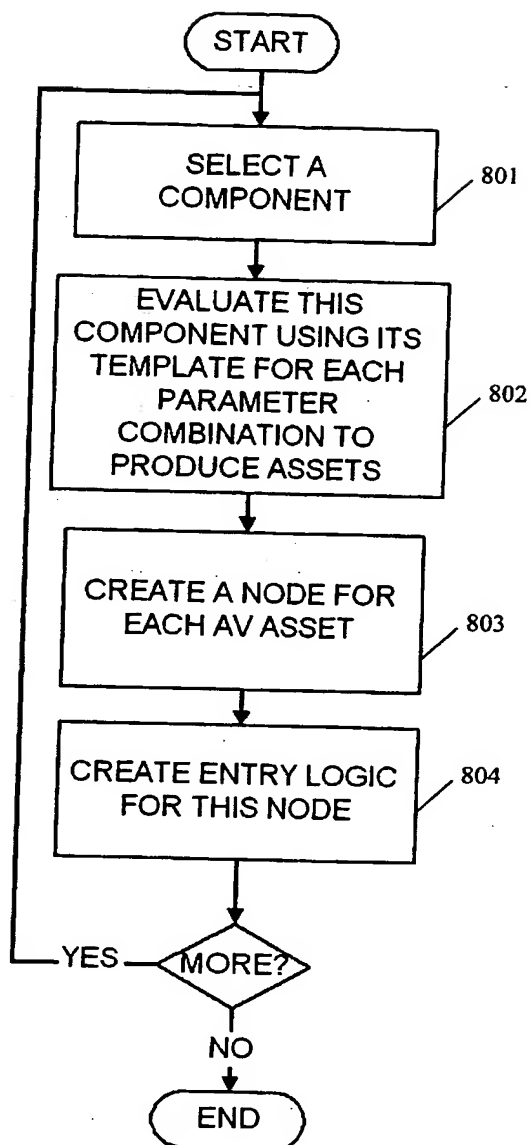 START
SELECT A
COMPONENT
801
EVALUATE THIS
COMPONENT USING ITS
TEMPLATE FOR EACH
PARAMETER
COMBINATION TO
PRODUCE ASSETS
802
CREATE A NODE FOR
EACH AV ASSET
803
CREATE ENTRY LOGIC
FOR THIS NODE
804
YES
MORE?
NO
END